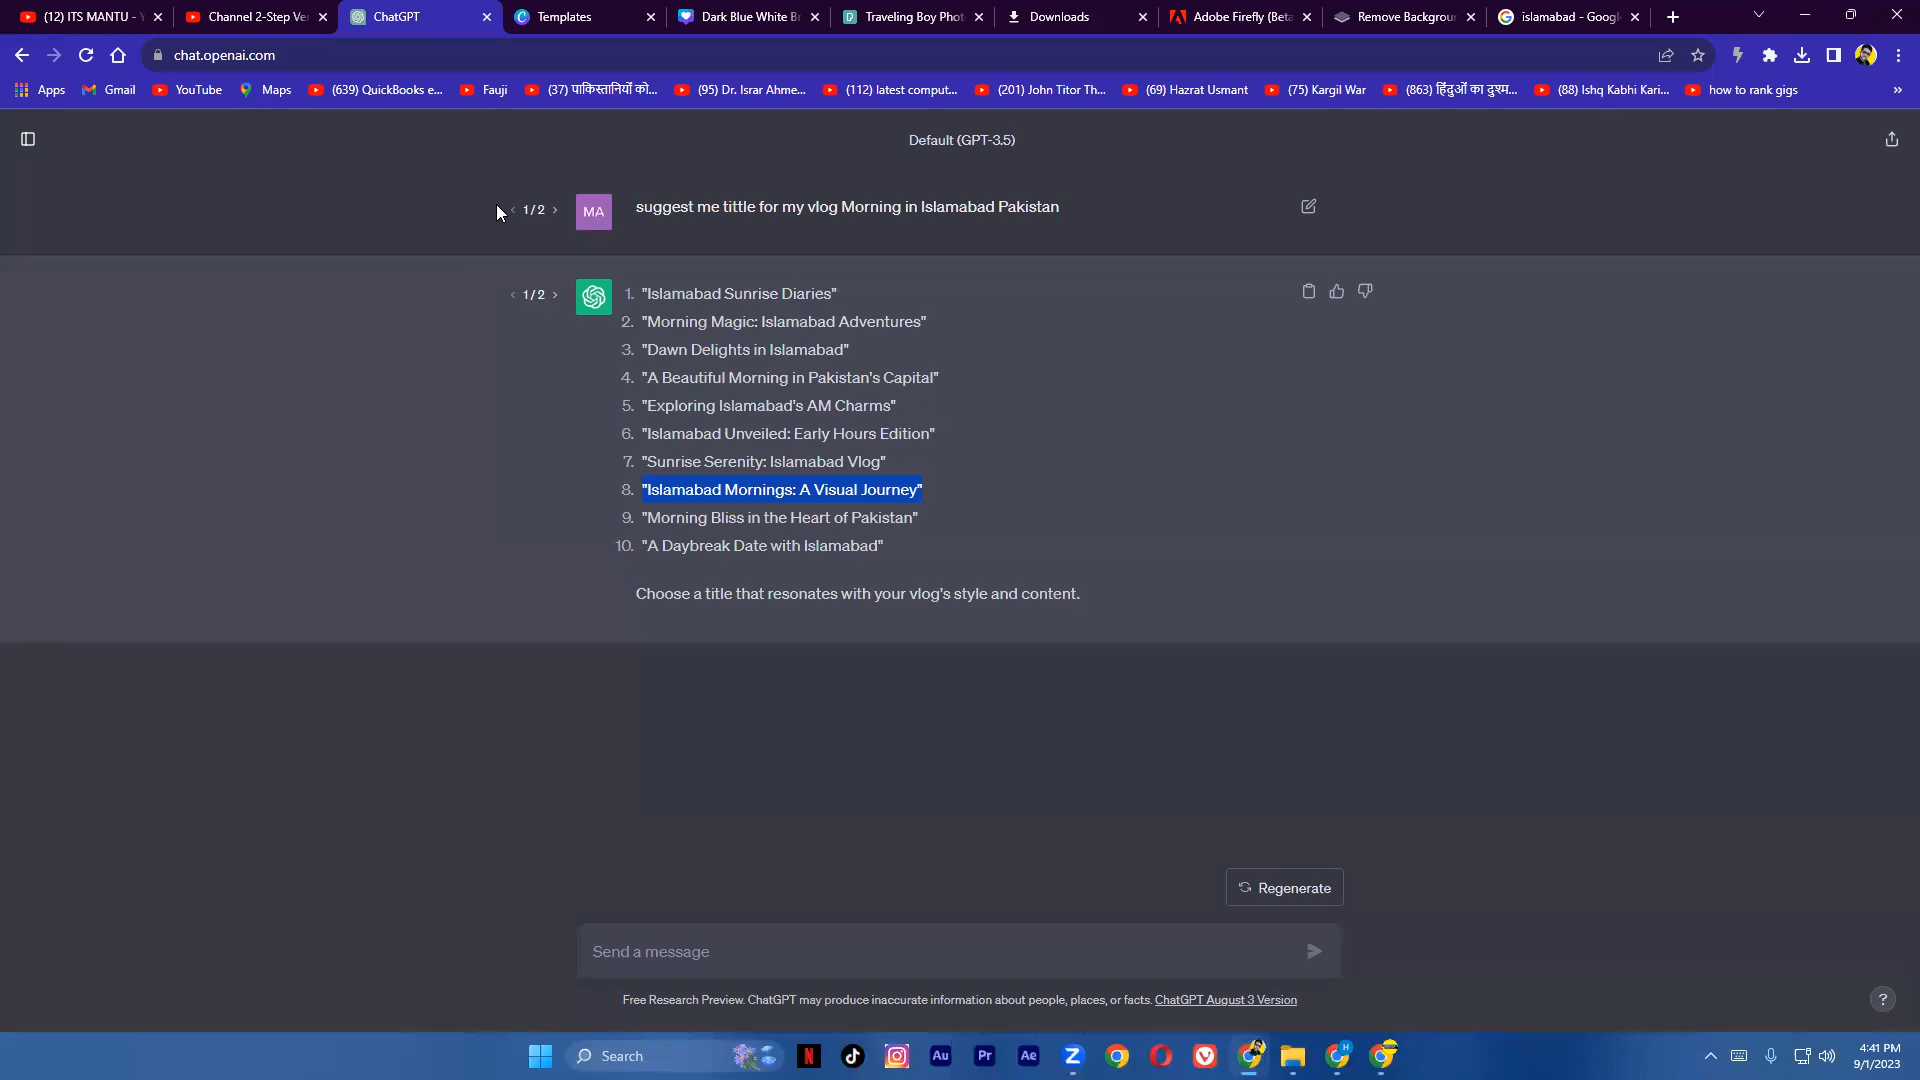 (12) ITS MANTU - Y
Channel 2-Step Ve
ChatGPT
Templates
Dark Blue White B
Traveling Boy Phot
Downloads
Adobe Firefly (Beta
Remove Backgrou
islamabad - Googl
chat.openai.com
Apps
Gmail
YouTube
Maps
(639) QuickBooks e...
Fauji
(37) पाकिस्तानियों को...
(95) Dr. Israr Ahme...
(112) latest comput...
(201) John Titor Th...
(69) Hazrat Usmant
(75) Kargil War
(863) हिंदुओं का दुश्म...
(88) Ishq Kabhi Kari...
how to rank gigs
»
Default (GPT-3.5)
1/2
MA
suggest me tittle for my vlog Morning in Islamabad Pakistan
1/2
1. "Islamabad Sunrise Diaries"
2. "Morning Magic: Islamabad Adventures"
3. "Dawn Delights in Islamabad"
4. "A Beautiful Morning in Pakistan's Capital"
5. "Exploring Islamabad's AM Charms"
6. "Islamabad Unveiled: Early Hours Edition"
7. "Sunrise Serenity: Islamabad Vlog"
8. "Islamabad Mornings: A Visual Journey"
9. "Morning Bliss in the Heart of Pakistan"
10. "A Daybreak Date with Islamabad"
Choose a title that resonates with your vlog's style and content.
Regenerate
Send a message
Free Research Preview. ChatGPT may produce inaccurate information about people, places, or facts. ChatGPT August 3 Version
?
Search
Au
Pr
Ae
4:41 PM
9/1/2023